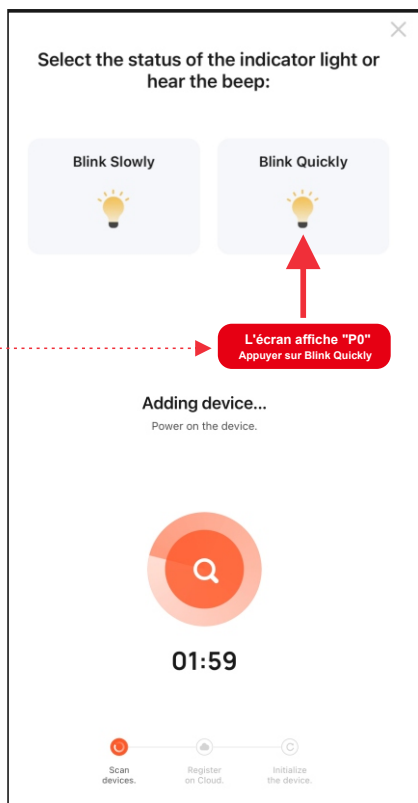 Select the status of the indicator light or
hear the beep:
Blink Slowly
Blink Quickly
L'écran affiche "P0"
Appuyer sur Blink Quickly
Adding device...
Power on the device.
01:59
Scan
devices.
Register
on Cloud.
Initialize
the device.